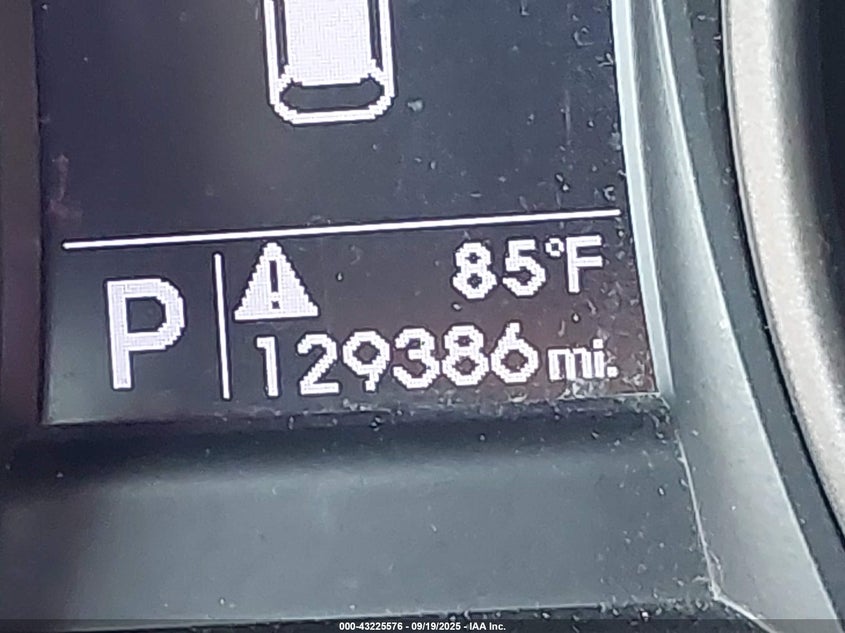 85°F
P
129386 mi.
000-43225576 - 09/19/2025 - IAA Inc.